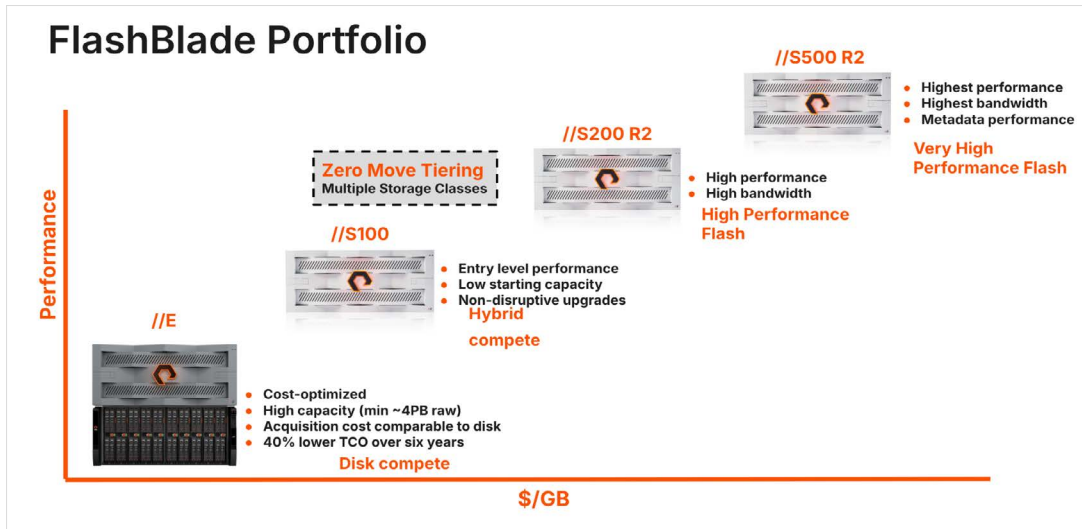 FlashBlade Portfolio
//S500 R2
Highest performance
Highest bandwidth
Metadata performance
Very High
Performance Flash
//S200 R2
High performance
High bandwidth
High Performance
Flash
Zero Move Tiering
Multiple Storage Classes
//S100
Entry level performance
Low starting capacity
Non-disruptive upgrades
Hybrid
compete
//E
Cost-optimized
High capacity (min ~4PB raw)
Acquisition cost comparable to disk
40% lower TCO over six years
Disk compete
Performance
$/GB